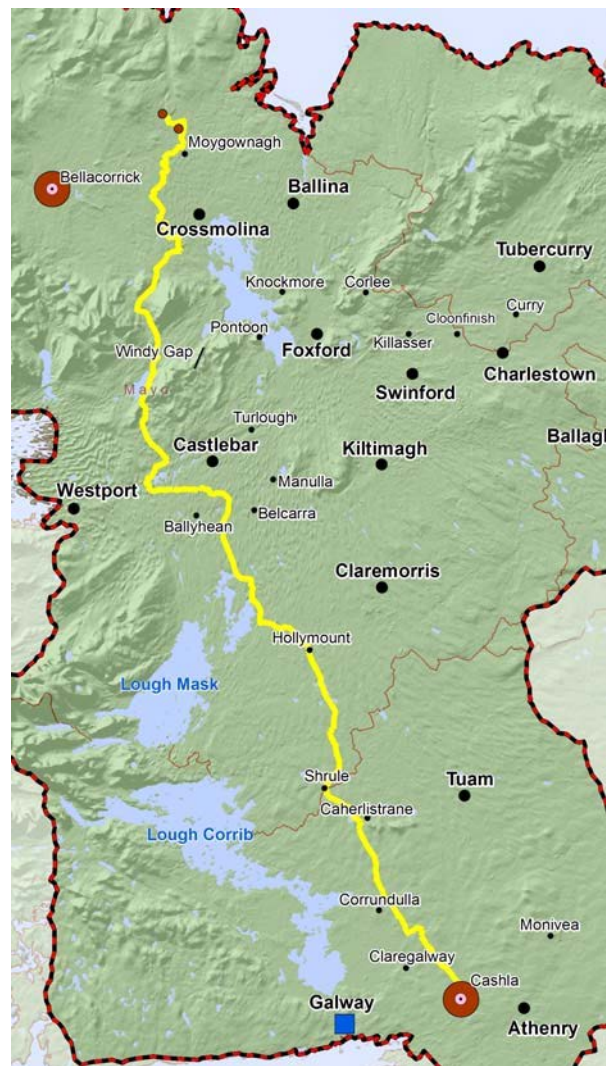 Moygownagh
Bellacorrick
Ballina
Crossmolina
Tubercurry
Knockmore
Corlee
Curry
Cloonfinish
Pontoon
Killasser
Foxford
Windy Gap
Charlestown
Swinford
Mayo
Turlough
Ballagh
Castlebar
Kiltimagh
Manulla
Westport
Belcarra
Ballyhean
Claremorris
Hollymount
Lough Mask
Shrule
Tuam
Caherlistrane
Lough Corrib
Corrundulla
Monivea
Claregalway
Cashla
Galway
Athenry